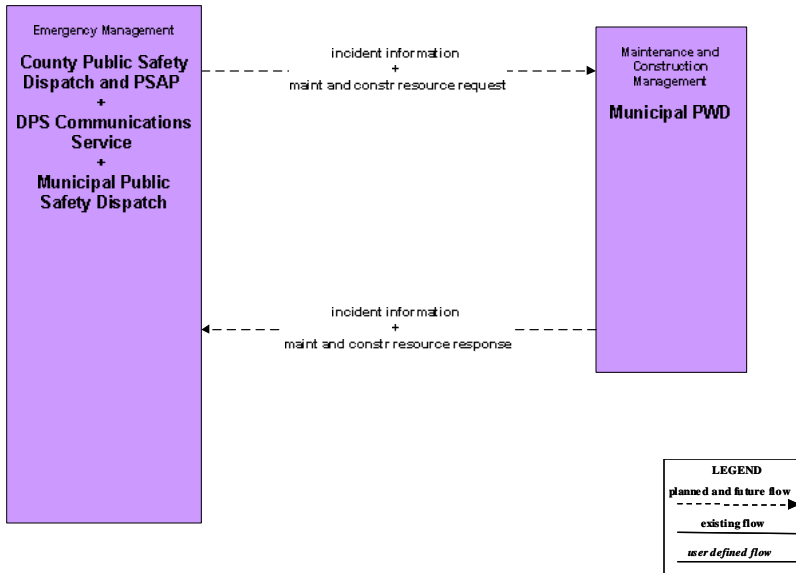 Emergency Management
County Public Safety
Dispatch and PSAP
+
DPS Communications
Service
+
Municipal Public
Safety Dispatch
incident information
+
maint and constr resource request
Maintenance and
Construction
Management
Municipal PWD
incident information
+
maint and constr resource response
LEGEND
planned and future flow
existing flow
user defined flow